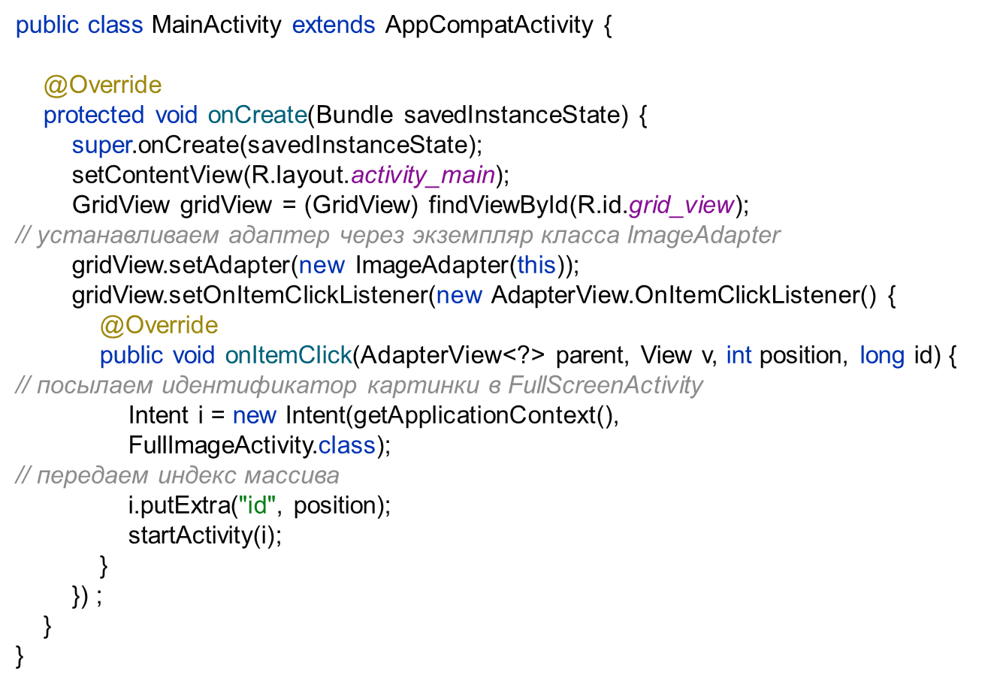 public class MainActivity extends AppCompatActivity {
@Override
protected void onCreate(Bundle savedInstanceState) {
super.onCreate(savedInstanceState);
setContentView(R.layout.activity_main);
GridView gridView = (GridView) findViewById(R.id.grid_view);
// устанавливаем адаптер через экземпляр класса ImageAdapter
gridView.setAdapter(new ImageAdapter(this));
gridView.setOnItemClickListener(new AdapterView.OnItemClickListener() {
@Override
public void onItemClick(AdapterView<?> parent, View v, int position, long id) {
// посылаем идентификатор картинки в FullScreenActivity
Intent i = new Intent(getApplicationContext(),
FullImageActivity.class);
// передаем индекс массива
i.putExtra("id", position);
startActivity(i);
}
}) ;
}
}